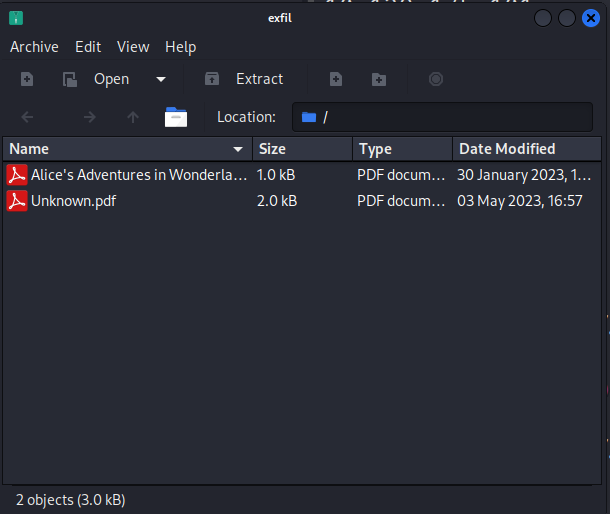 exfil
Archive Edit View Help
Open Extract
Location: /
Name Size Type Date Modified
Alice's Adventures in Wonderla... 1.0 kB PDF docum... 30 January 2023, 1...
Unknown.pdf 2.0 kB PDF docum... 03 May 2023, 16:57
2 objects (3.0 kB)